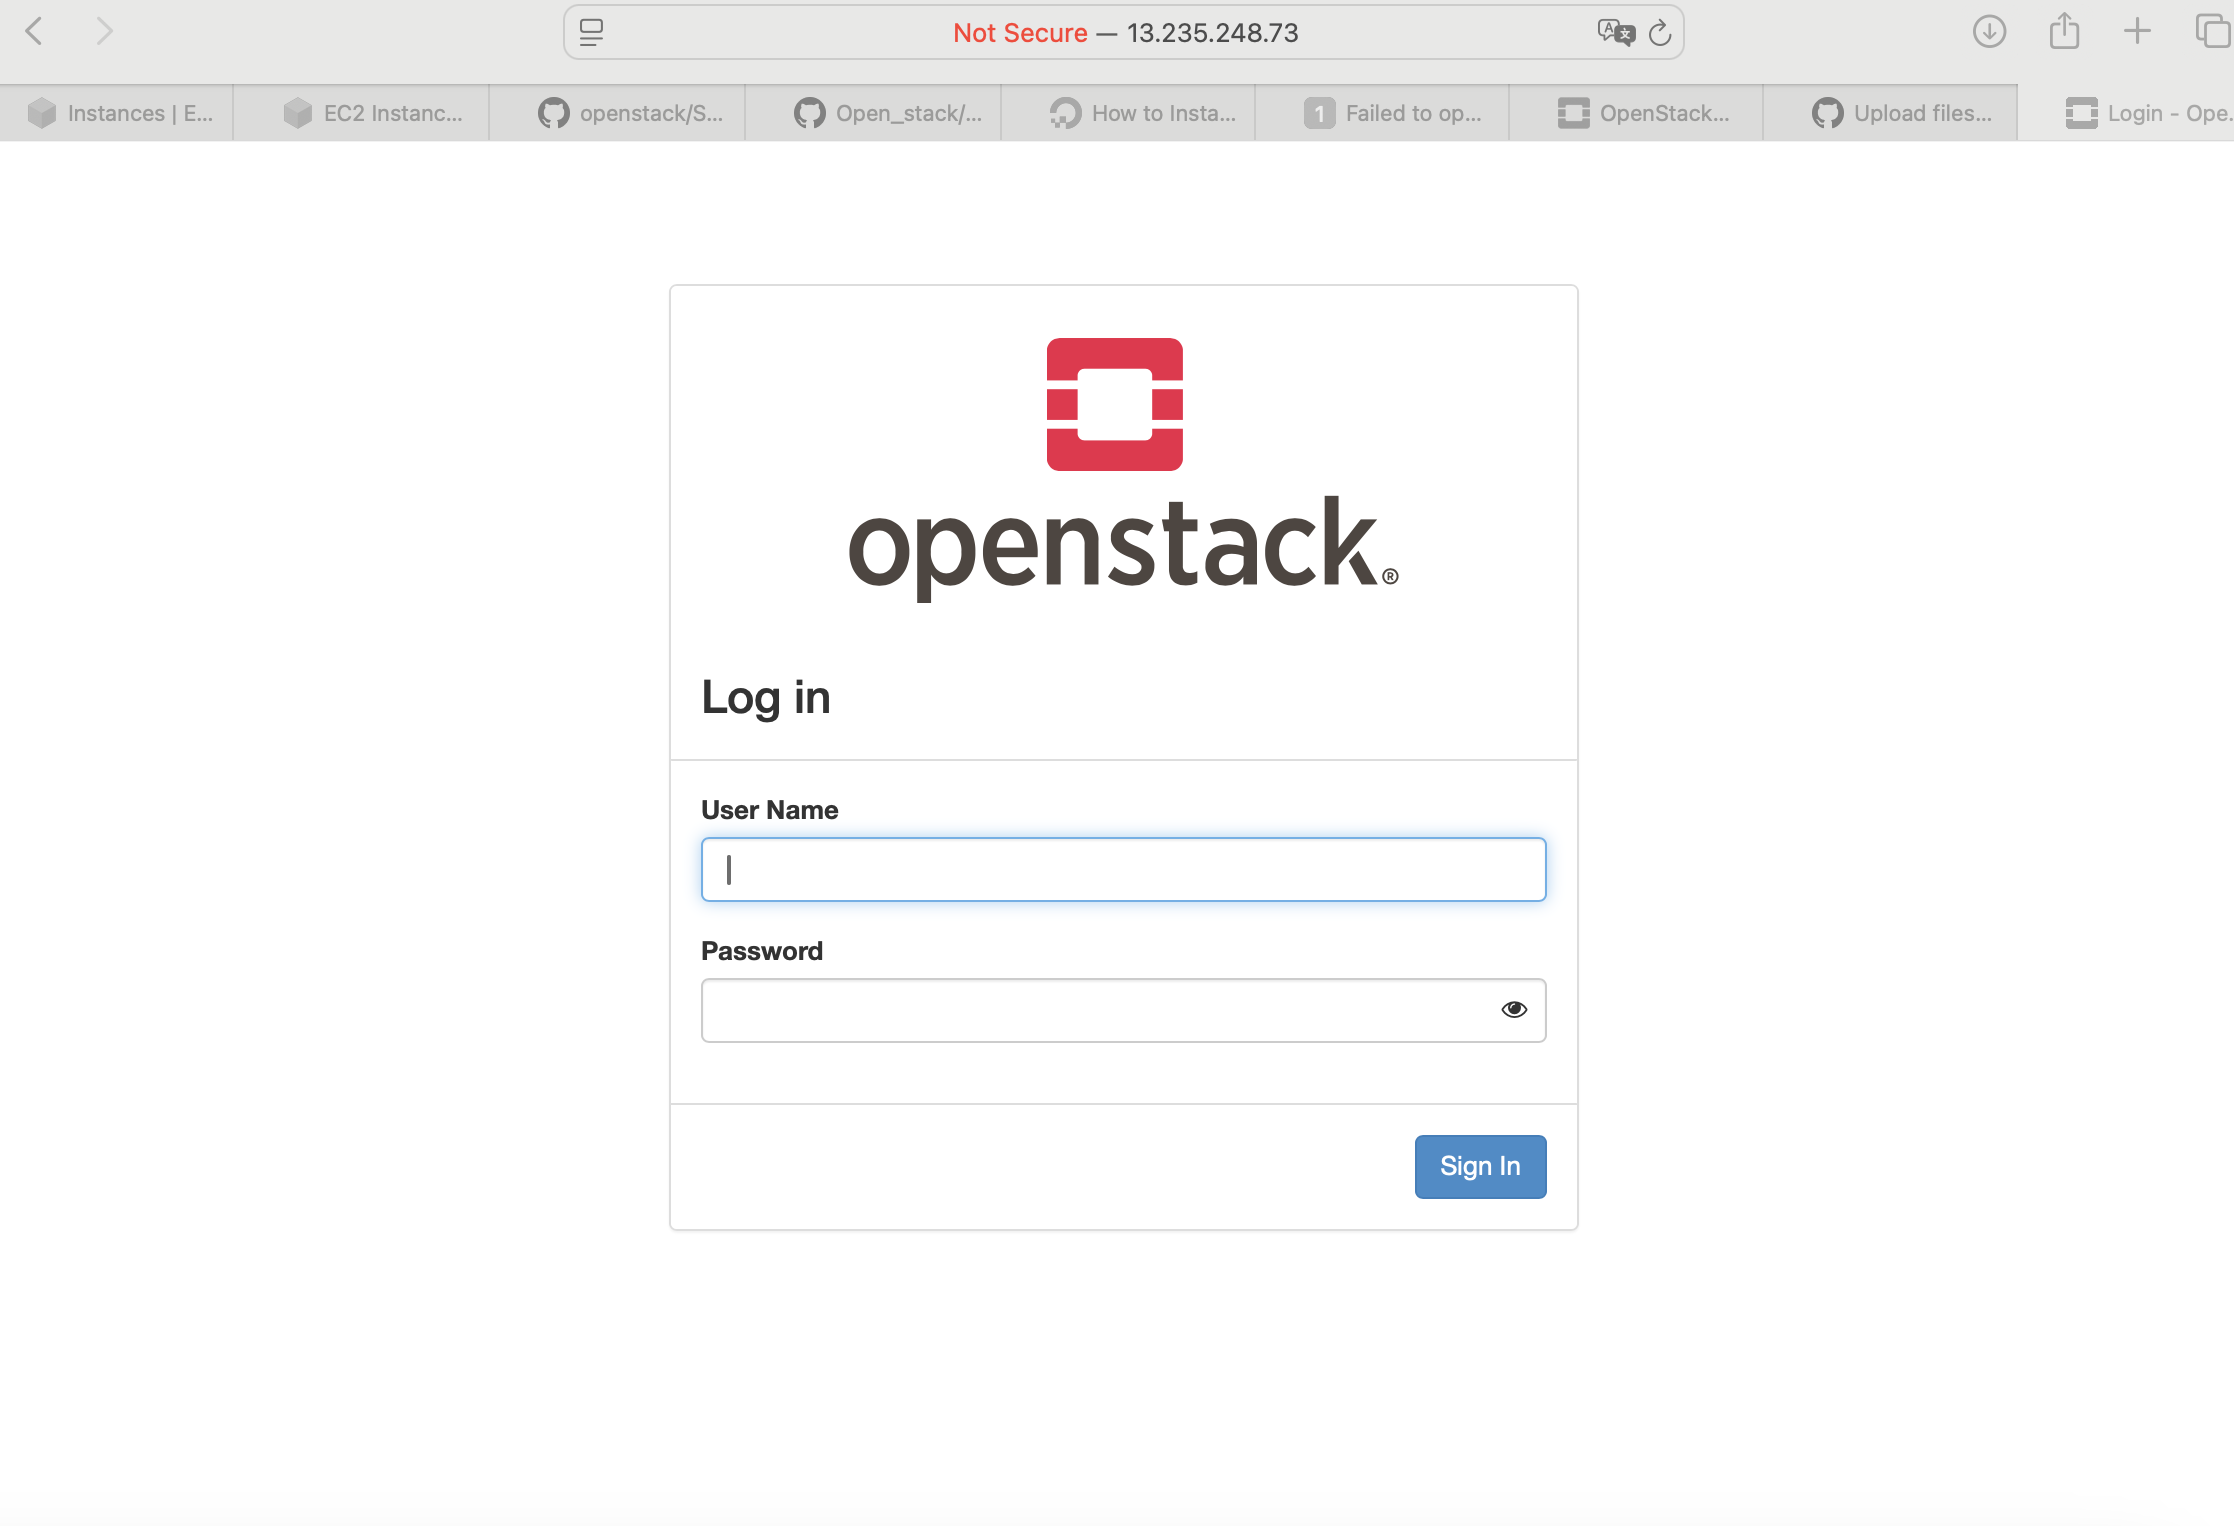 Not Secure — 13.235.248.73
Instances | E...
EC2 Instanc...
openstack/S...
Open_stack/...
How to Insta...
1 Failed to op...
OpenStack...
Upload files...
Login - Ope.
openstack.®
Log in
User Name
Password
Sign In